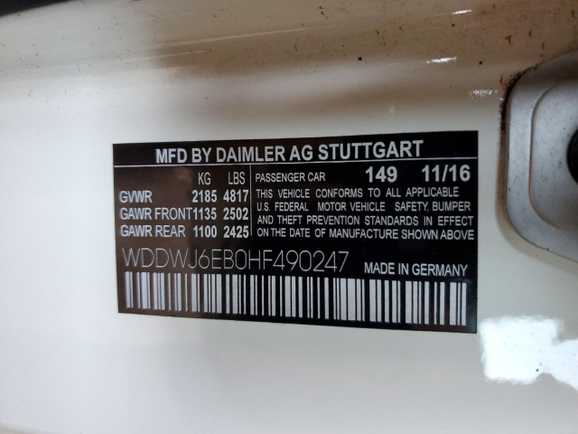 MFD BY DAIMLER AG STUTTGART
KG LBS PASSENGER CAR 149 11/16
GVWR 2185 4817 THIS VEHICLE CONFORMS TO ALL APPLICABLE
GAWR FRONT 1135 2502 U.S. FEDERAL MOTOR VEHICLE SAFETY, BUMPER
GAWR REAR 1100 2425 AND THEFT PREVENTION STANDARDS IN EFFECT
ON THE DATE OF MANUFACTURE SHOWN ABOVE
WDDWJ6EB0HF490247 MADE IN GERMANY